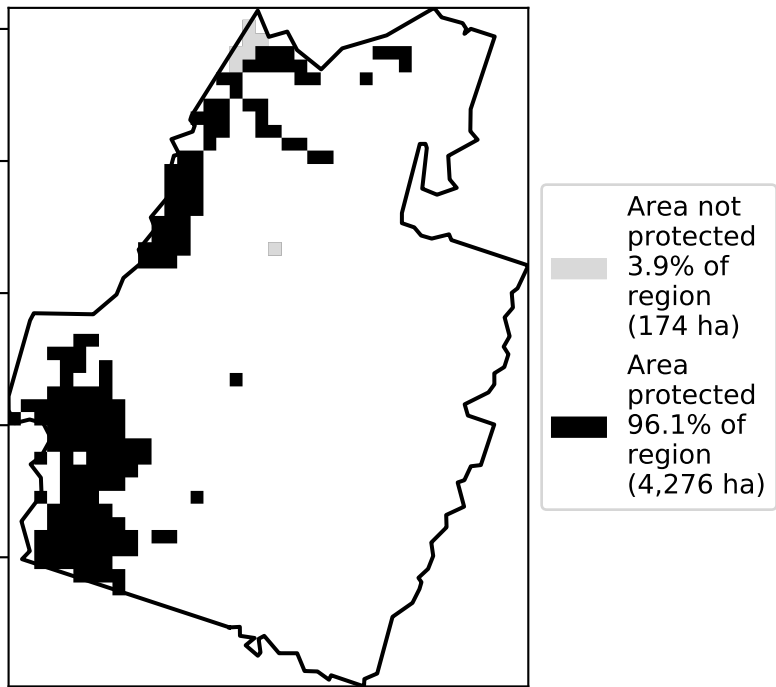 Area not
protected
3.9% of
region
(174 ha)
Area
protected
96.1% of
region
(4,276 ha)